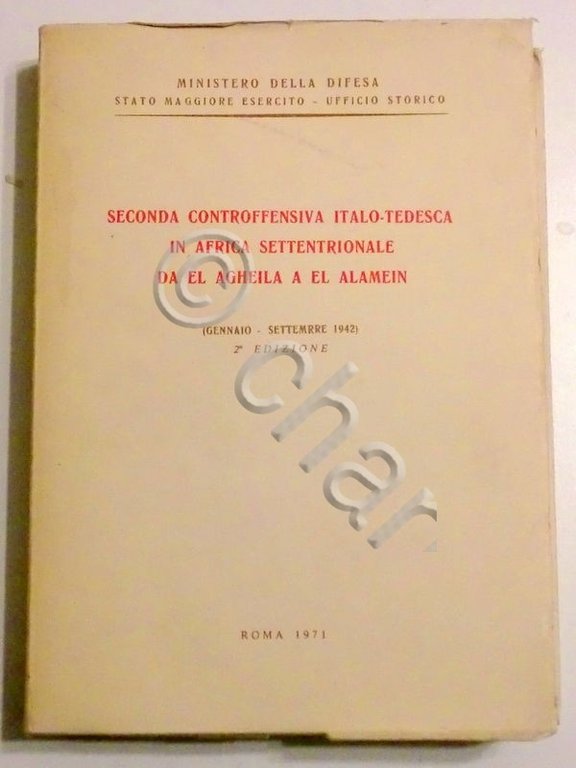 MINISTERO DELLA DIFESA
STATO MAGGIORE ESERCITO - UFFICIO STORICO
SECONDA CONTROFFENSIVA ITALO-TEDESCA
IN AFRICA SETTENTRIONALE
DA EL AGHEILA A EL ALAMEIN
(GENNAIO - SETTEMRRE 1942)
2ª EDIZIONE
© char
ROMA 1971